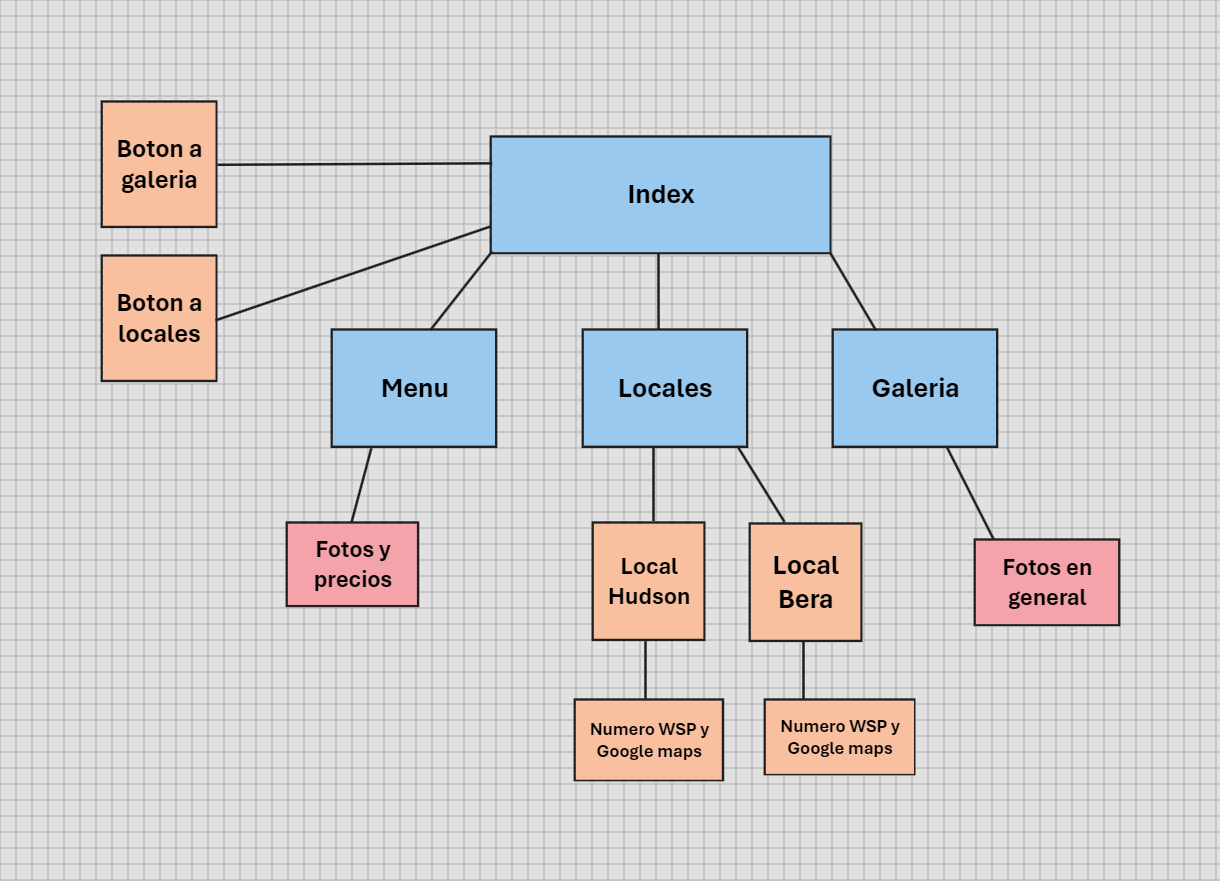 Boton a
galeria
Index
Boton a
locales
Menu
Locales
Galeria
Fotos y
precios
Local
Hudson
Local
Bera
Fotos en
general
Numero WSP y
Google maps
Numero WSP y
Google maps